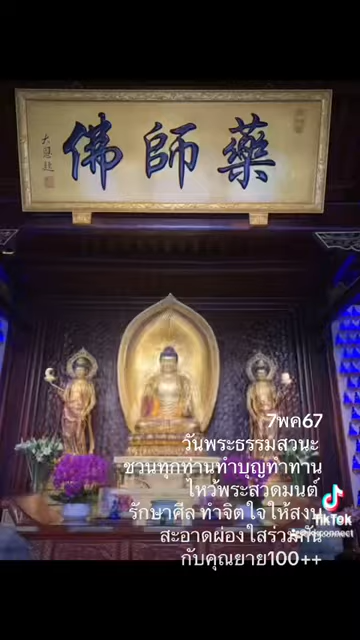 藥師佛
7พค67
วันพระธรรมสวนะ
ชวนทุกท่านทำบุญทำทาน
ไหว้พระสวดมนต์
รักษาศีล ทำจิตใจให้สงบ
สะอาดผ่องใสร่วมกัน
กับคุณยาย100++
TikTok